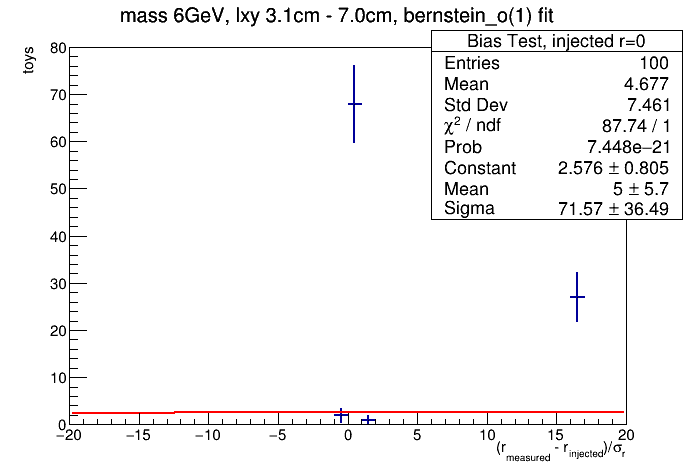 mass 6GeV, lxy 3.1cm - 7.0cm, bernstein_o(1) fit
toys
Bias Test, injected r=0
Entries 100
Mean 4.677
Std Dev 7.461
χ² / ndf 87.74 / 1
Prob 7.448e−21
Constant 2.576 ± 0.805
Mean 5 ± 5.7
Sigma 71.57 ± 36.49
80
70
60
50
40
30
20
10
0
−20 −15 −10 −5 0 5 10 15 20
(r_measured - r_injected)/σ_r